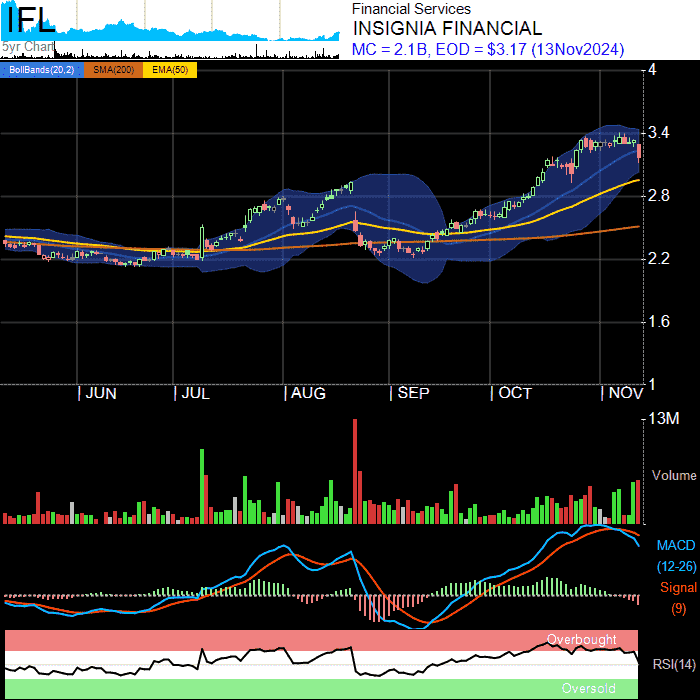 IFL
5yr Chart
Financial Services
INSIGNIA FINANCIAL
MC = 2.1B, EOD = $3.17 (13Nov2024)
BollBands(20,2) SMA(200) EMA(50)
4
3.4
2.8
2.2
1.6
1
| JUN | JUL | AUG | SEP | OCT | NOV
13M
Volume
MACD
(12-26)
Signal
(9)
Overbought
RSI(14)
Oversold